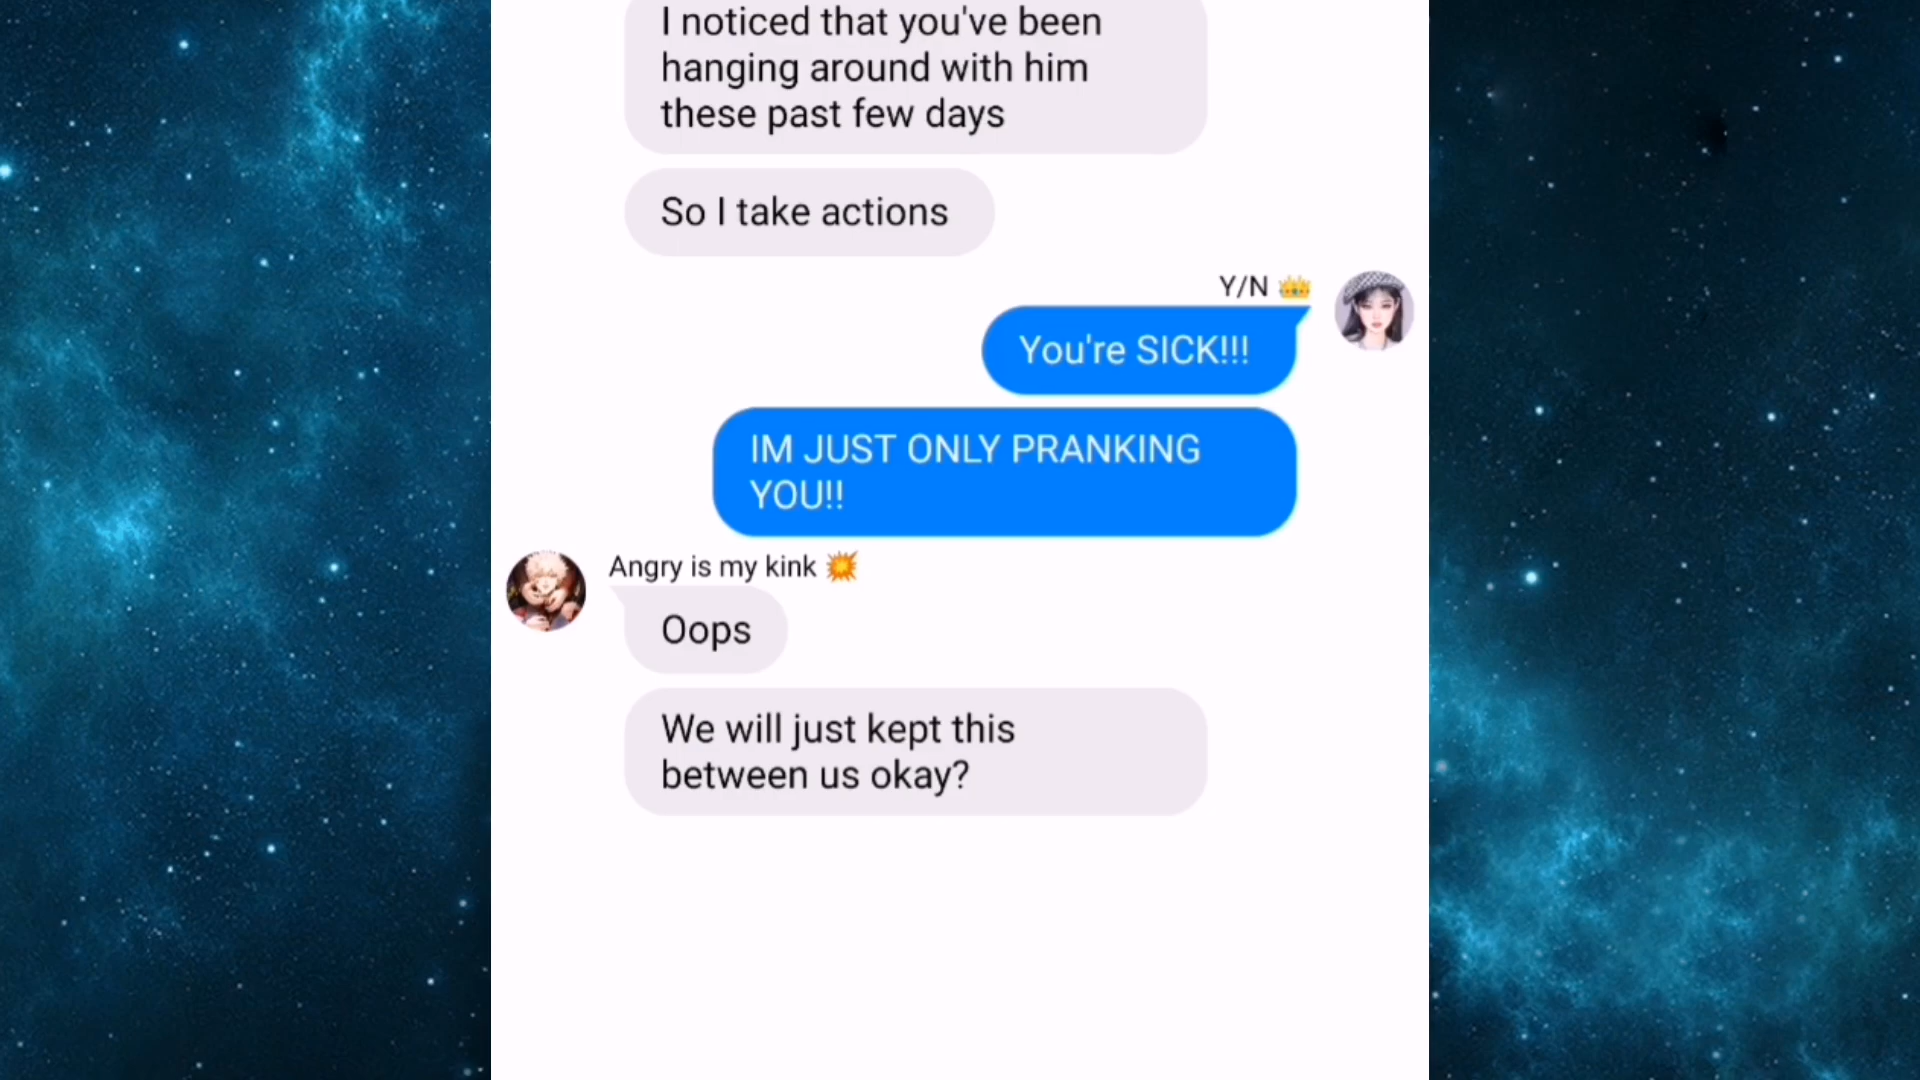 I noticed that you've been
hanging around with him
these past few days
So I take actions
Y/N 👑
You're SICK!!!
IM JUST ONLY PRANKING
YOU!!
Angry is my kink 💥
Oops
We will just kept this
between us okay?